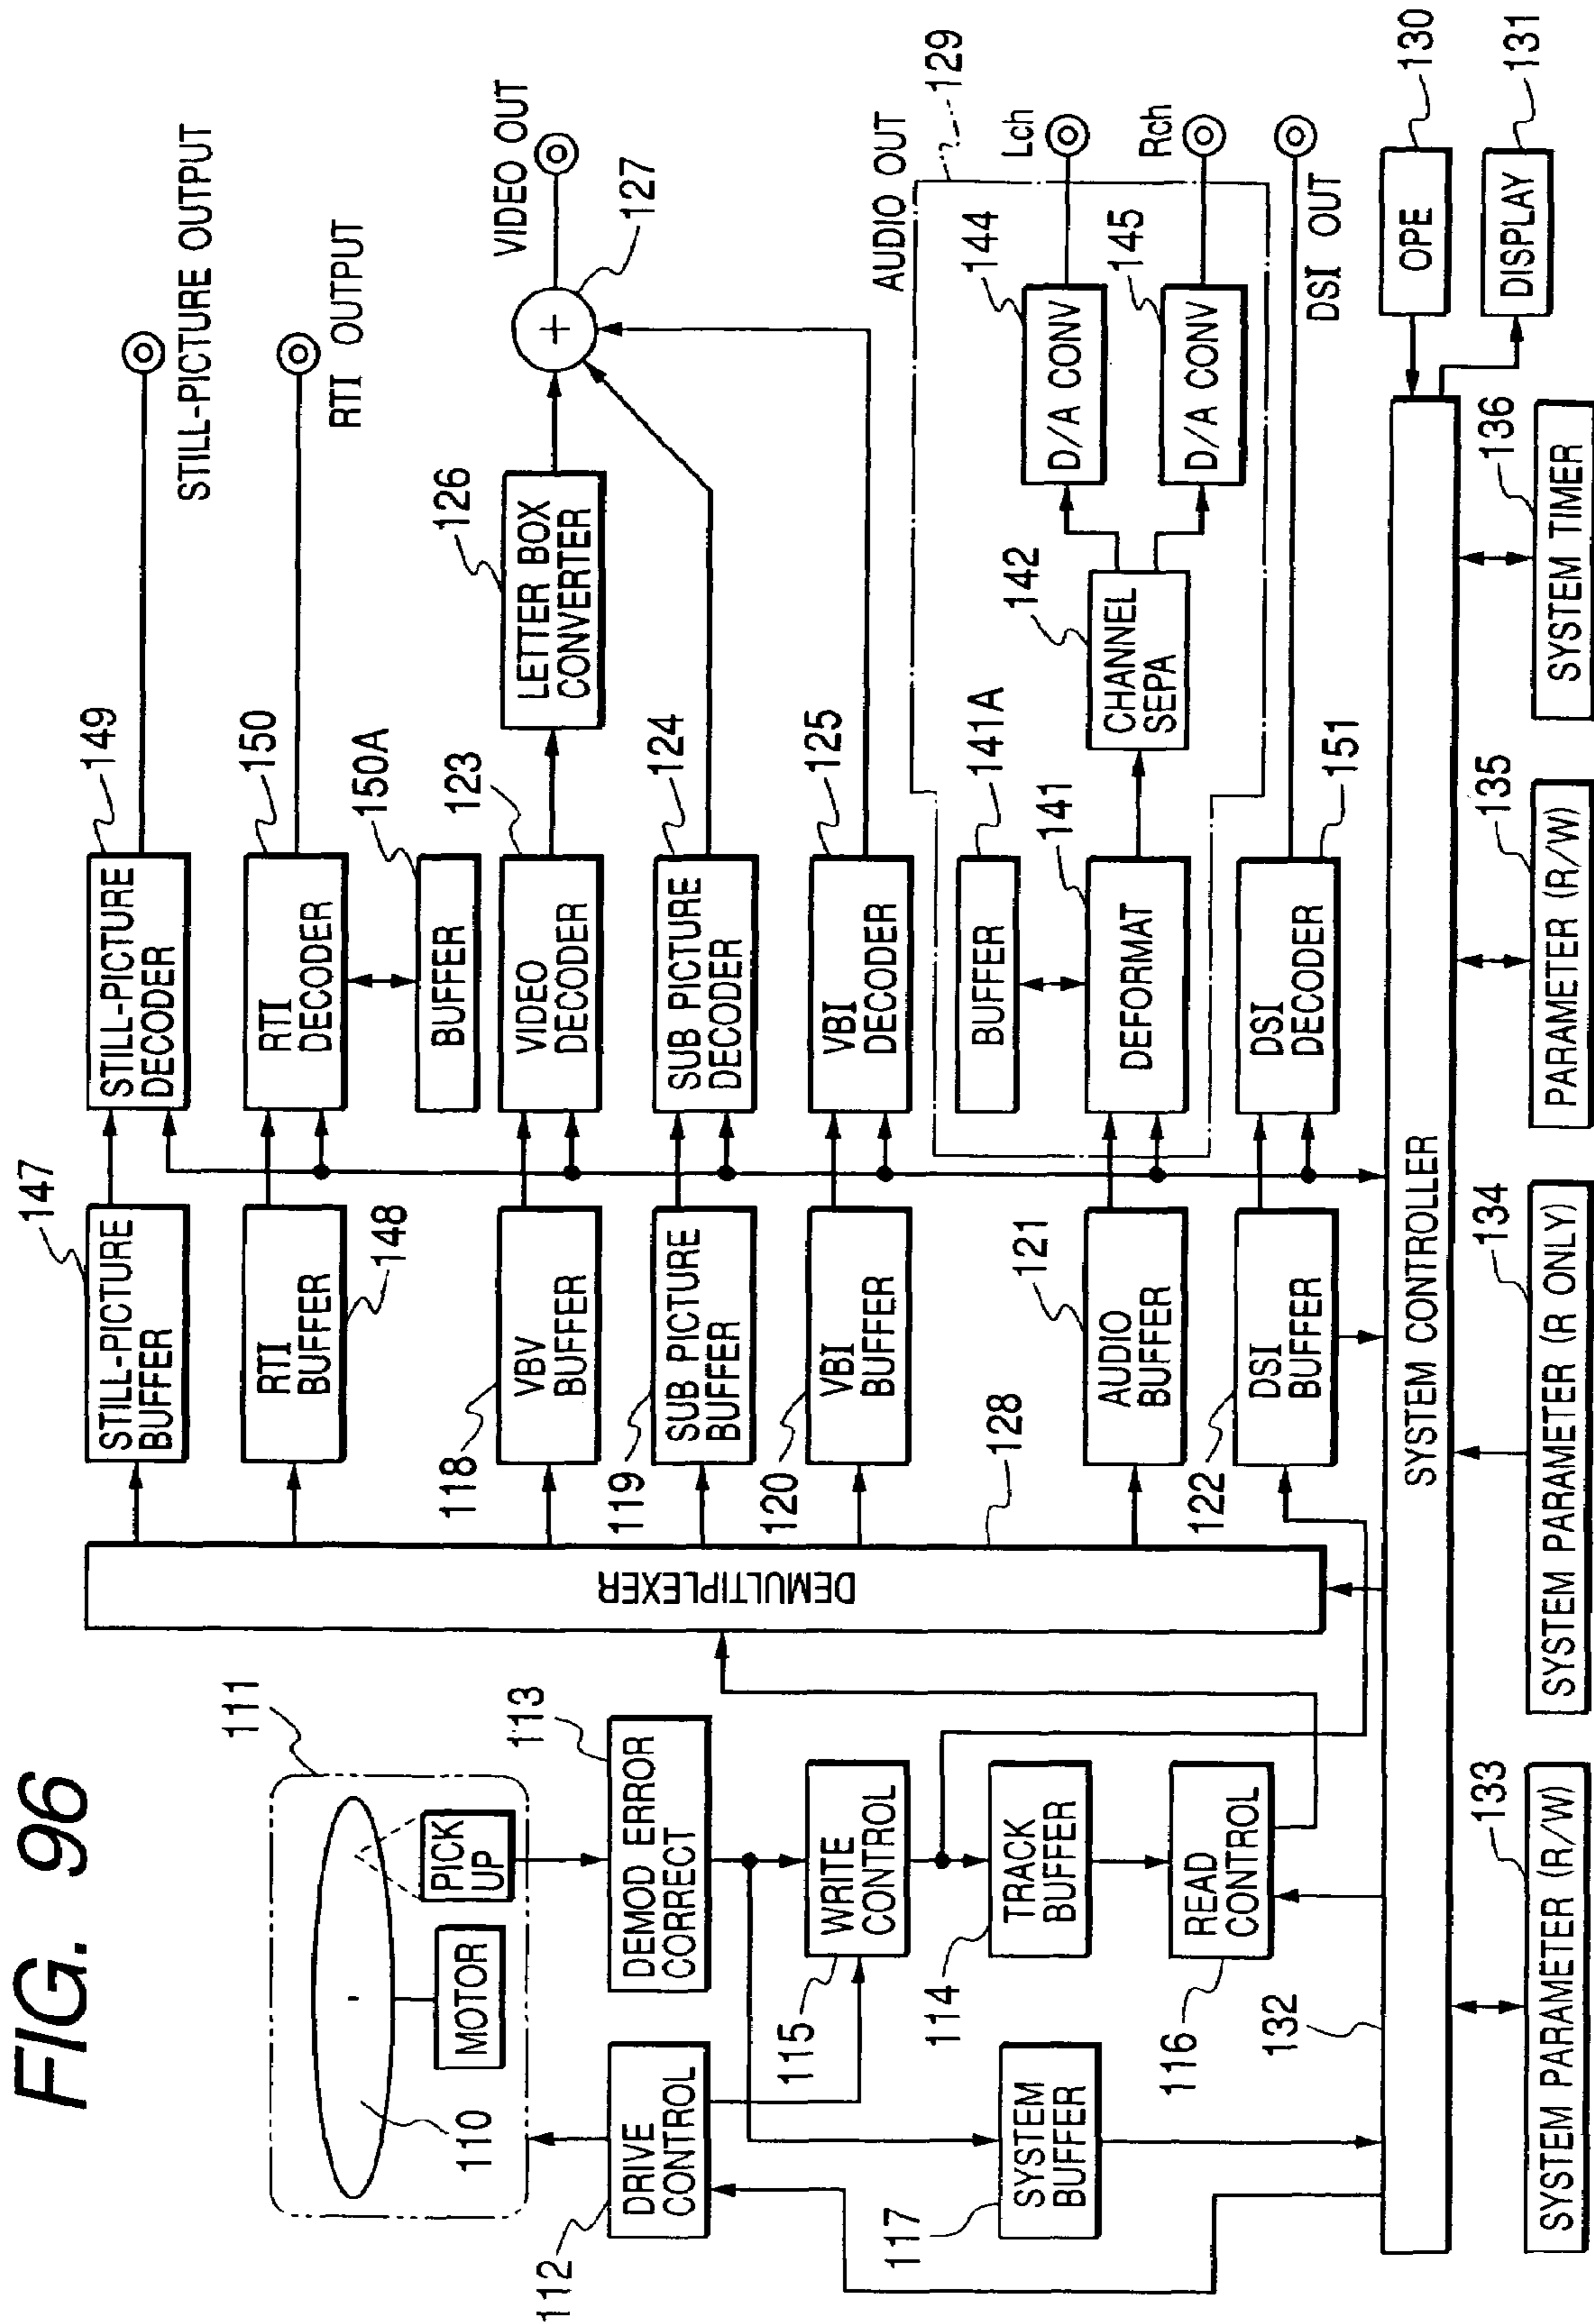 FIG. 96
111
110
MOTOR
PICK
UP
112
DRIVE
CONTROL
113
DEMOD ERROR
CORRECT
115
WRITE
CONTROL
117
SYSTEM
BUFFER
114
TRACK
BUFFER
116
READ
CONTROL
DEMULTIPLEXER
128
147
STILL-PICTURE
BUFFER
149
STILL-PICTURE
DECODER
STILL-PICTURE OUTPUT
RTI
BUFFER
148
150
RTI
DECODER
RTI OUTPUT
150A
BUFFER
118
VBV
BUFFER
123
VIDEO
DECODER
126
LETTER BOX
CONVERTER
+
127
VIDEO OUT
119
SUB PICTURE
BUFFER
124
SUB PICTURE
DECODER
120
VBI
BUFFER
125
VBI
DECODER
AUDIO OUT
129
141A
BUFFER
121
AUDIO
BUFFER
141
DEFORMAT
142
CHANNEL
SEPA
144
D/A CONV
Lch
145
D/A CONV
Rch
122
DSI
BUFFER
151
DSI
DECODER
DSI OUT
132
SYSTEM CONTROLLER
OPE
130
DISPLAY
131
133
SYSTEM PARAMETER (R/W)
134
SYSTEM PARAMETER (R ONLY)
135
PARAMETER (R/W)
136
SYSTEM TIMER